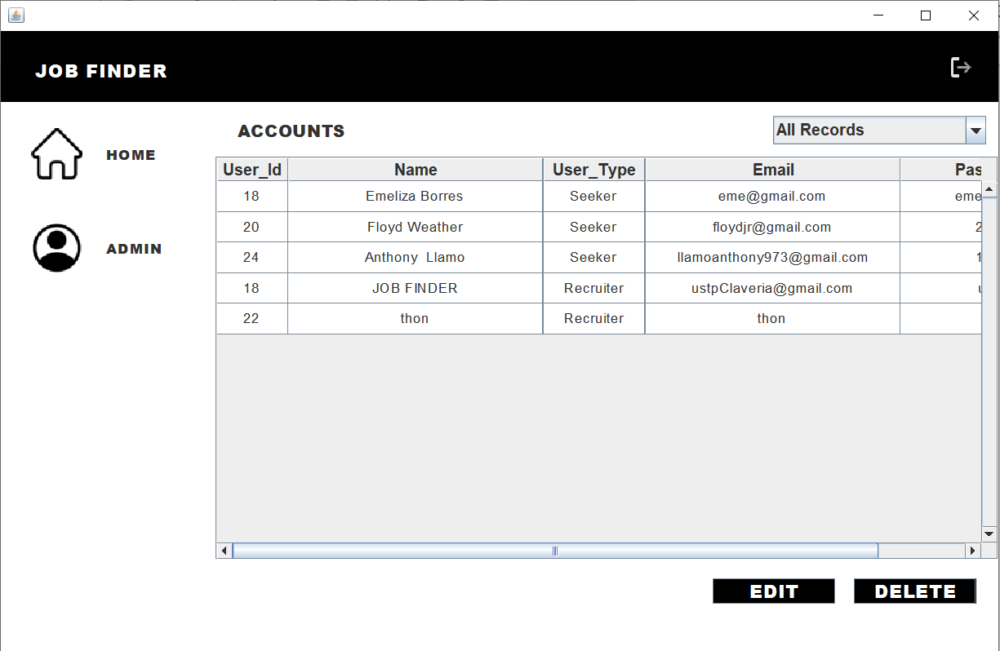 JOB FINDER
HOME
ADMIN
ACCOUNTS
All Records
User_Id Name User_Type Email Pas
18 Emeliza Borres Seeker eme@gmail.com eme
20 Floyd Weather Seeker floydjr@gmail.com 2
24 Anthony Llamo Seeker llamoanthony973@gmail.com 1
18 JOB FINDER Recruiter ustpClaveria@gmail.com
22 thon Recruiter thon
EDIT DELETE